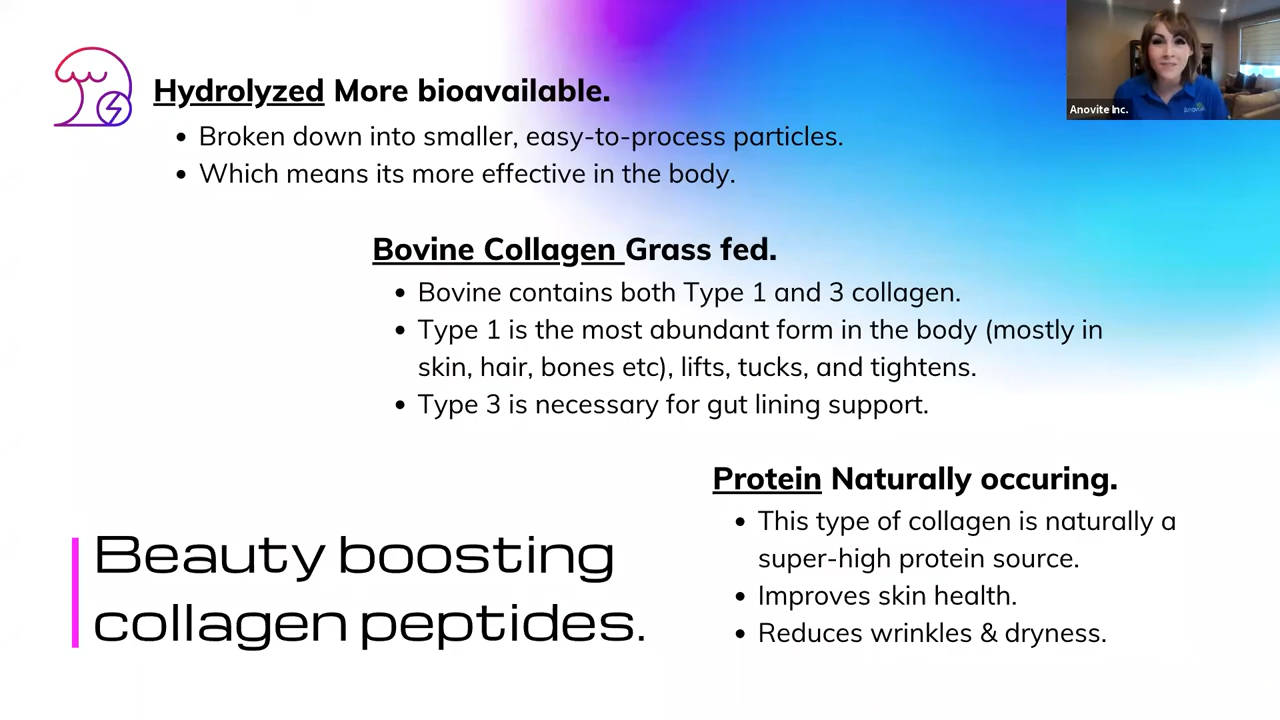 Hydrolyzed More bioavailable.
Broken down into smaller, easy-to-process particles.
Which means its more effective in the body.
Anovite Inc.
Bovine Collagen Grass fed.
Bovine contains both Type 1 and 3 collagen.
Type 1 is the most abundant form in the body (mostly in
skin, hair, bones etc), lifts, tucks, and tightens.
Type 3 is necessary for gut lining support.
Protein Naturally occuring.
This type of collagen is naturally a
super-high protein source.
Improves skin health.
Reduces wrinkles & dryness.
Beauty boosting
collagen peptides.